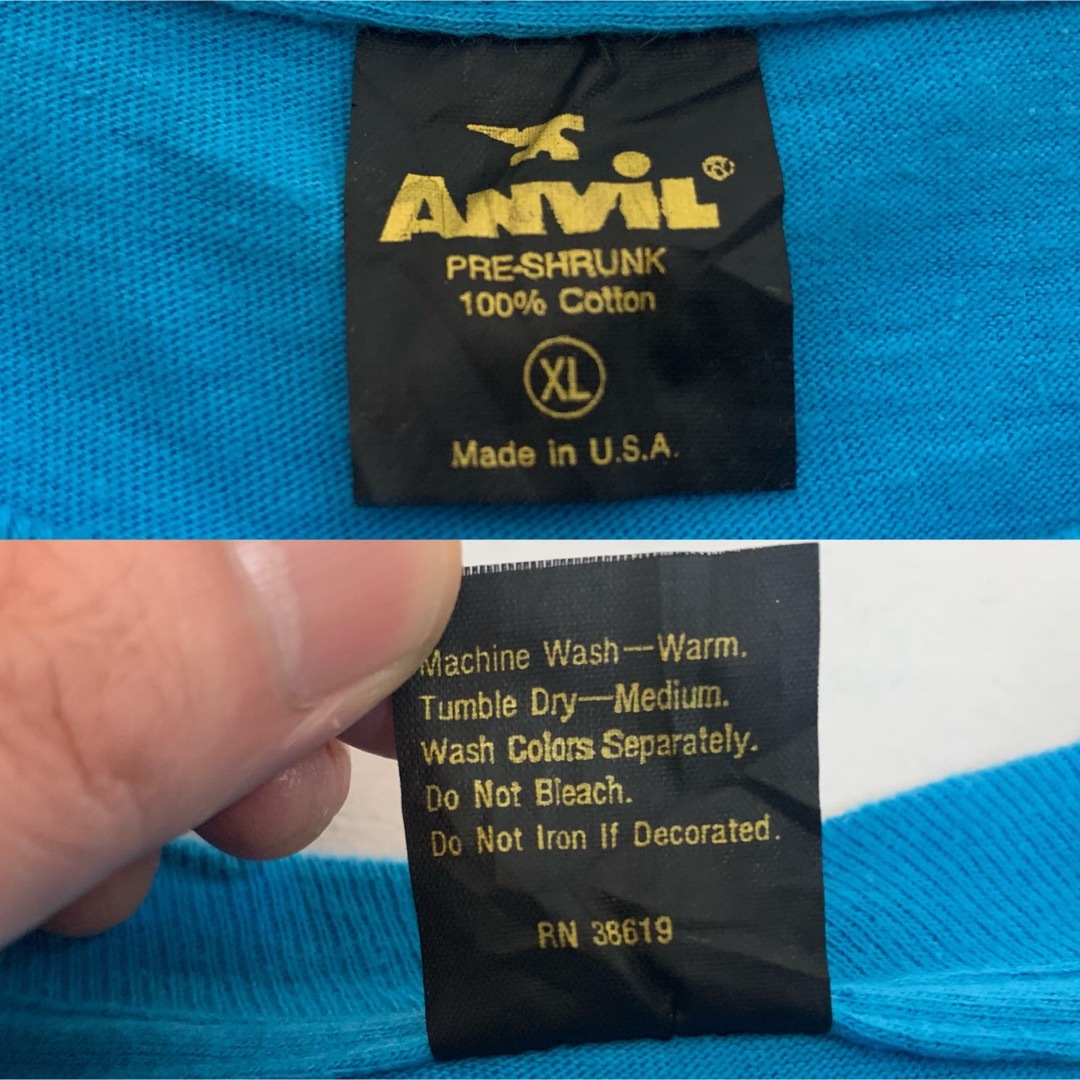 ANVIL®
PRE-SHRUNK
100% Cotton
XL
Made in U.S.A.
Machine Wash—Warm.
Tumble Dry—Medium.
Wash Colors Separately.
Do Not Bleach.
Do Not Iron If Decorated.
RN 38619